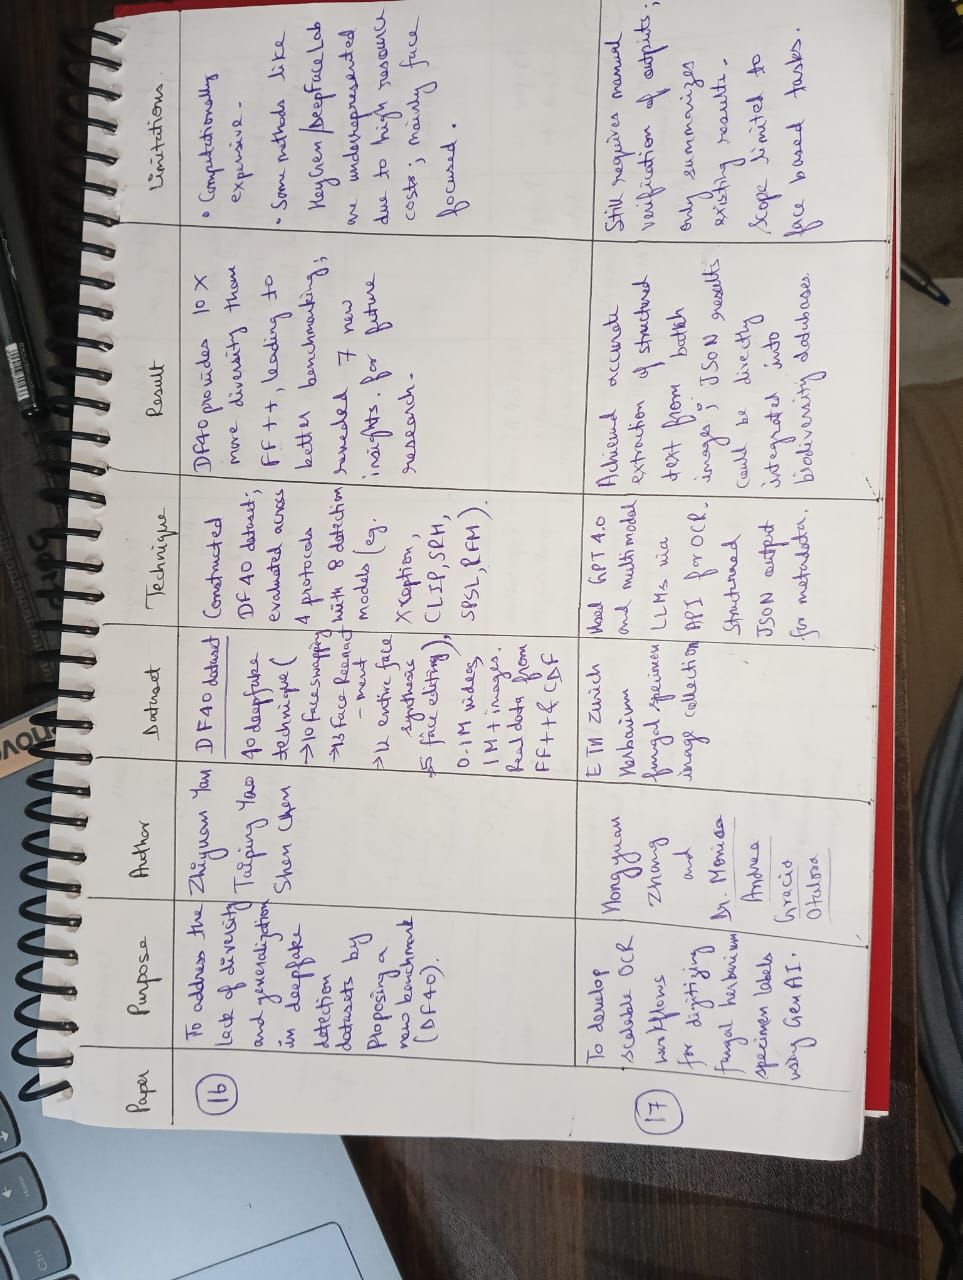 Paper
Purpose
Author
Dataset
Technique
Result
Limitations.
16
To address the
lack of diversity
and generalization
in deepfake
detection
datasets by
Proposing a
new benchmark
(DF40).
Zhiyuan Yan
Taiping Yao
Shen Chen
DF40 dataset
40 deepfake
technique (
→10 face swapping
→13 Face Reenact
- ment
→12 entire face
synthesis
→5 face editing),
0.1M videos
1M+ images.
Real data from
FF++ & CDF
Constructed
DF40 dataset;
evaluated across
4 protocols
with 8 detection
models (eg.
Xception,
CLIP, SRM,
SPSL, RFM).
DF40 provides 10X
more diversity than
FF++, leading to
better benchmarking;
revealed 7 new
insights. for future
research.
• Computationally
expensive.
• Some methods like
HeyGen/DeepFaceLab
are underrepresented
due to high resource
costs; mainly face
focused.
17
To develop
scalable OCR
workflows
for digitizing
fungal herbarium
specimen labels
using GenAI.
Hongyuan
Zhang
and
Dr. Monica
Andrea
Gracia
Otalora
ETH Zurich
Herbarium
fungal specimen
image collection
Used GPT 4.0
and multimodal
LLMs via
API for OCR.
Structured
JSON output
for metadata.
Achieved accurate
extraction of structured
text from batch
images; JSON results
could be directly
integrated into
biodiversity databases.
Still requires manual
verification of outputs;
only summarizes
existing results.
Scope limited to
face based tasks.
Ctrl